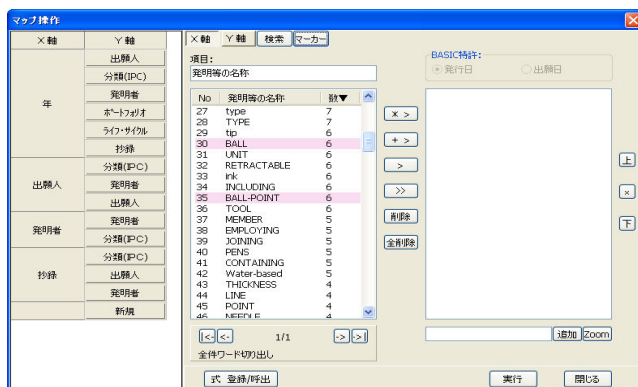 マップ操作
X軸 Y軸
年
出願人
分類(IPC)
発明者
ポートフォリオ
ライフ・サイクル
抄録
出願人
分類(IPC)
発明者
出願人
発明者
発明者
分類(IPC)
抄録
分類(IPC)
出願人
発明者
新規
X軸 Y軸 検索 マーカー
項目:
発明等の名称
No 発明等の名称 数▼
27 type 7
28 TYPE 7
29 tip 6
30 BALL 6
31 UNIT 6
32 RETRACTABLE 6
33 ink 6
34 INCLUDING 6
35 BALL-POINT 6
36 TOOL 6
37 MEMBER 5
38 EMPLOYING 5
39 JOINING 5
40 PENS 5
41 CONTAINING 5
42 Water-based 5
43 THICKNESS 4
44 LINE 4
45 POINT 4
46 NEEDLE 4
|<- <- 1/1 -> ->|
全件ワード切り出し
* >
+ >
>
>>
削除
全削除
BASIC特許:
発行日 出願日
上
×
下
追加 Zoom
式 登録/呼出 実行 閉じる